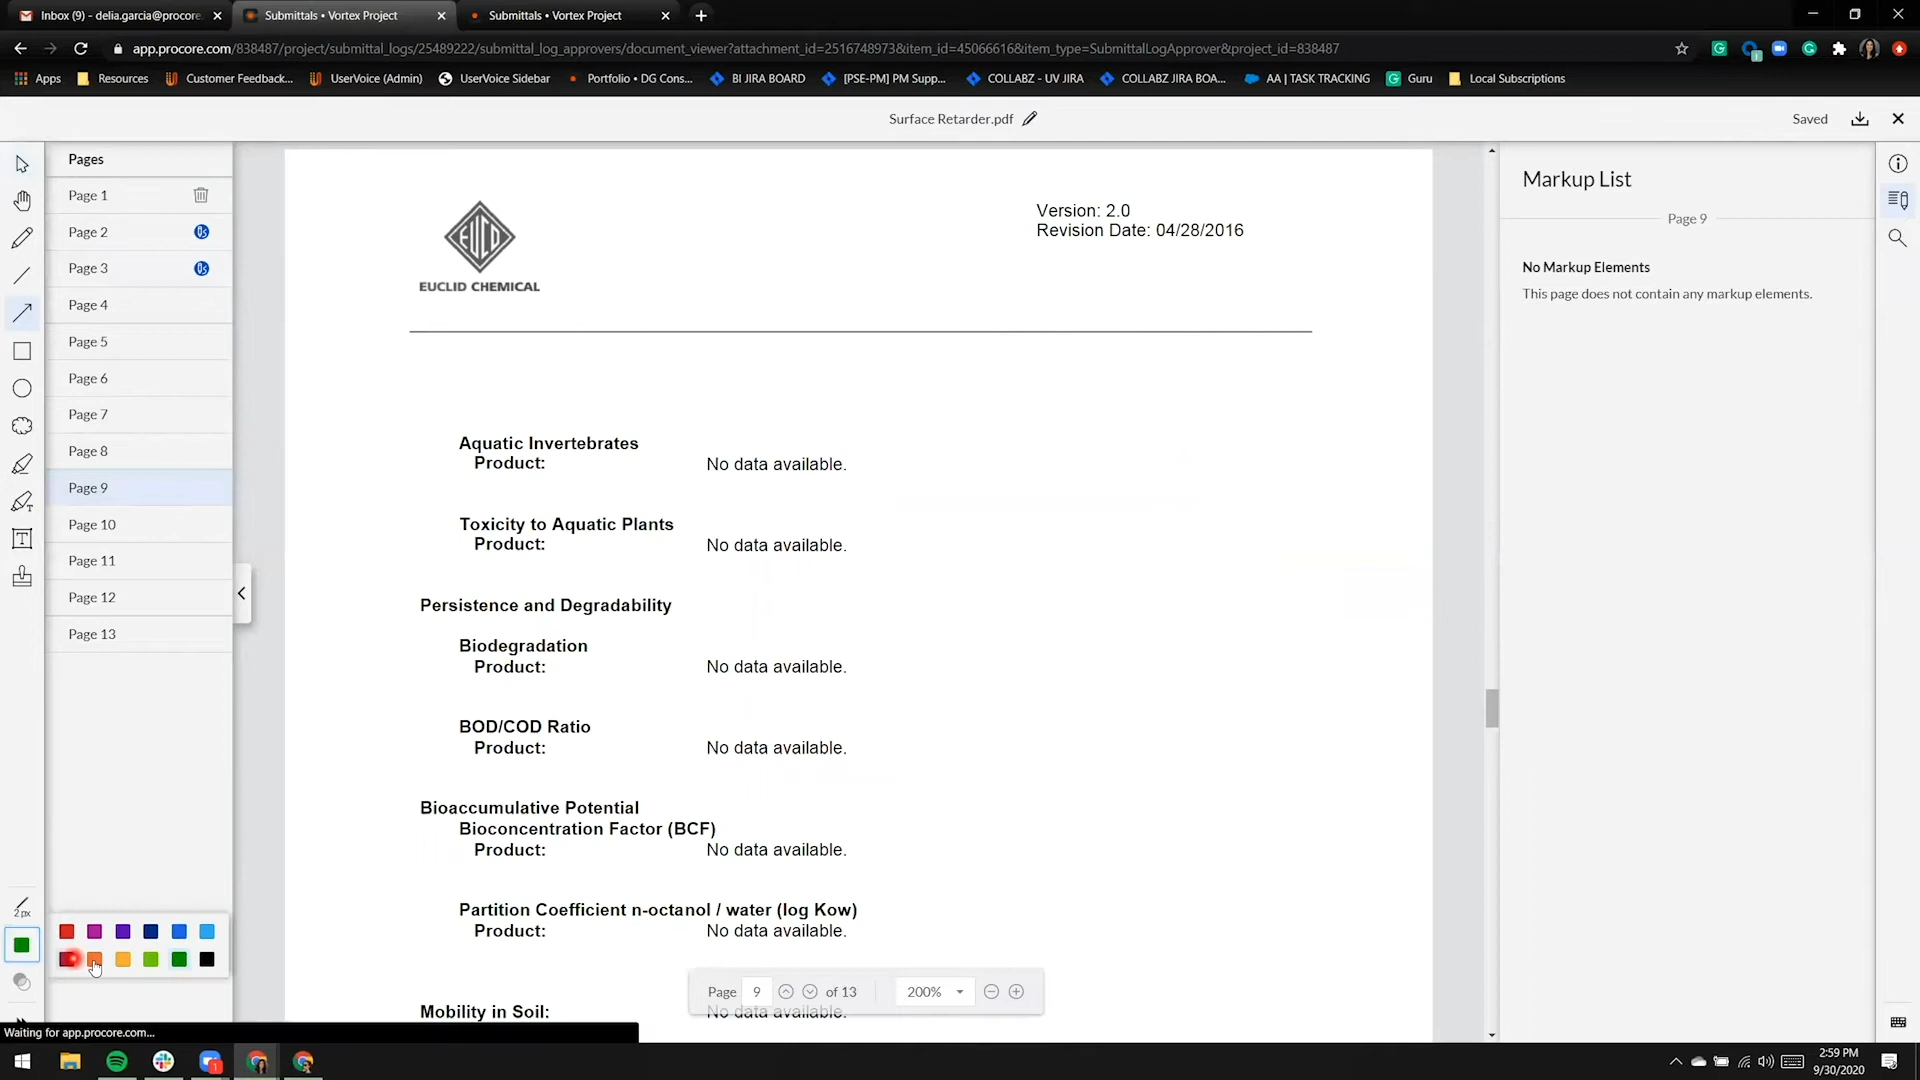 Inbox (9) - delia.garcia@procore.
Submittals • Vortex Project
Submittals • Vortex Project
app.procore.com/838487/project/submittal_logs/25489222/submittal_log_approvers/document_viewer?attachment_id=2516748973&item_id=45066616&item_type=SubmittalLogApprover&project_id=838487
Apps
Resources
Customer Feedback...
UserVoice (Admin)
UserVoice Sidebar
Portfolio • DG Cons...
BI JIRA BOARD
[PSE-PM] PM Supp...
COLLABZ - UV JIRA
COLLABZ JIRA BOA...
AA | TASK TRACKING
Guru
Local Subscriptions
Surface Retarder.pdf
Saved
Pages
Page 1
Page 2
Page 3
Page 4
Page 5
Page 6
Page 7
Page 8
Page 9
Page 10
Page 11
Page 12
Page 13
2px
EUCLID CHEMICAL
Version: 2.0
Revision Date: 04/28/2016
Aquatic Invertebrates
Product: No data available.
Toxicity to Aquatic Plants
Product: No data available.
Persistence and Degradability
Biodegradation
Product: No data available.
BOD/COD Ratio
Product: No data available.
Bioaccumulative Potential
Bioconcentration Factor (BCF)
Product: No data available.
Partition Coefficient n-octanol / water (log Kow)
Product: No data available.
Mobility in Soil: No data available.
Page 9 of 13 200%
Markup List
Page 9
No Markup Elements
This page does not contain any markup elements.
Waiting for app.procore.com...
2:59 PM
9/30/2020